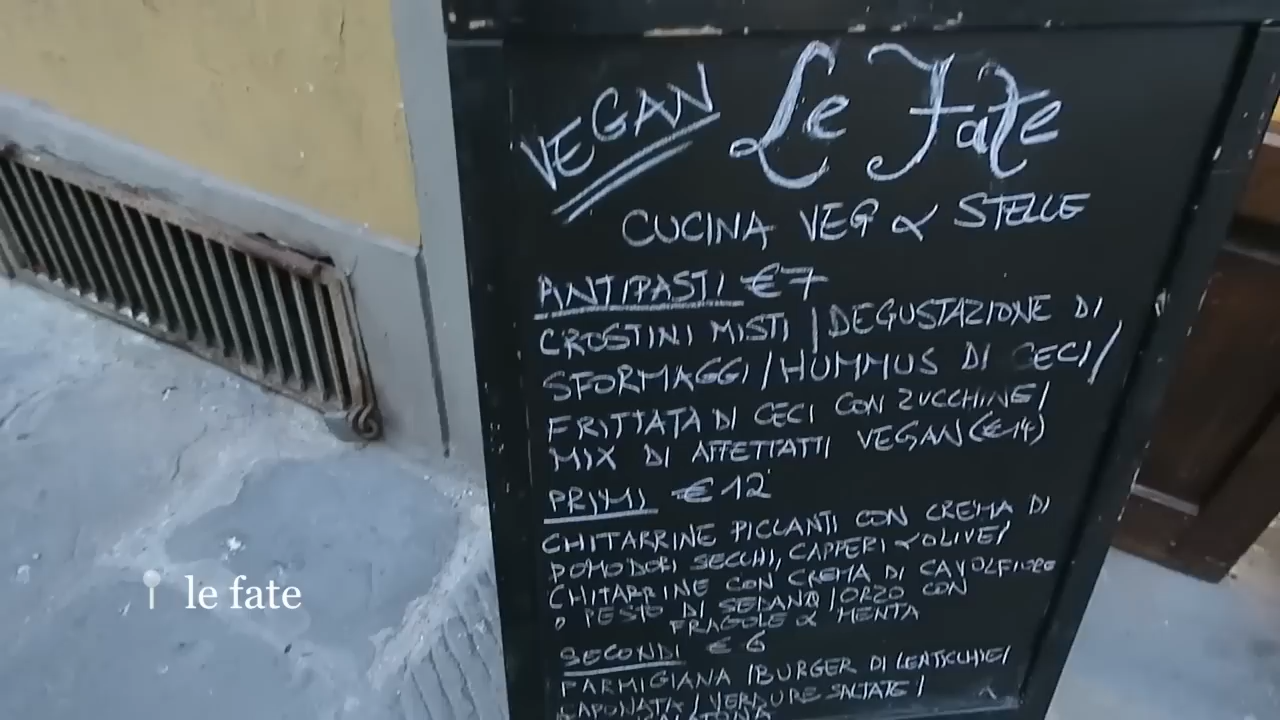 VEGAN Le Fate
CUCINA VEG & STELLE
ANTIPASTI €7
CROSTINI MISTI / DEGUSTAZIONE DI
SFORMAGGI / HUMMUS DI CECI /
FRITTATA DI CECI CON ZUCCHINE /
MIX DI AFFETTATTI VEGAN (€14)
PRIMI €12
CHITARRINE PICCANTI CON CREMA DI
POMODORI SECCHI, CAPPERI & OLIVE /
CHITARRINE CON CREMA DI CAVOLFIORE
PESTO DI SEDANO / ORZO CON
FRAGOLE & MENTA
SECONDI €6
PARMIGIANA / BURGER DI LENTICCHIE /
CAPONATA / VERDURE SALTATE /
le fate